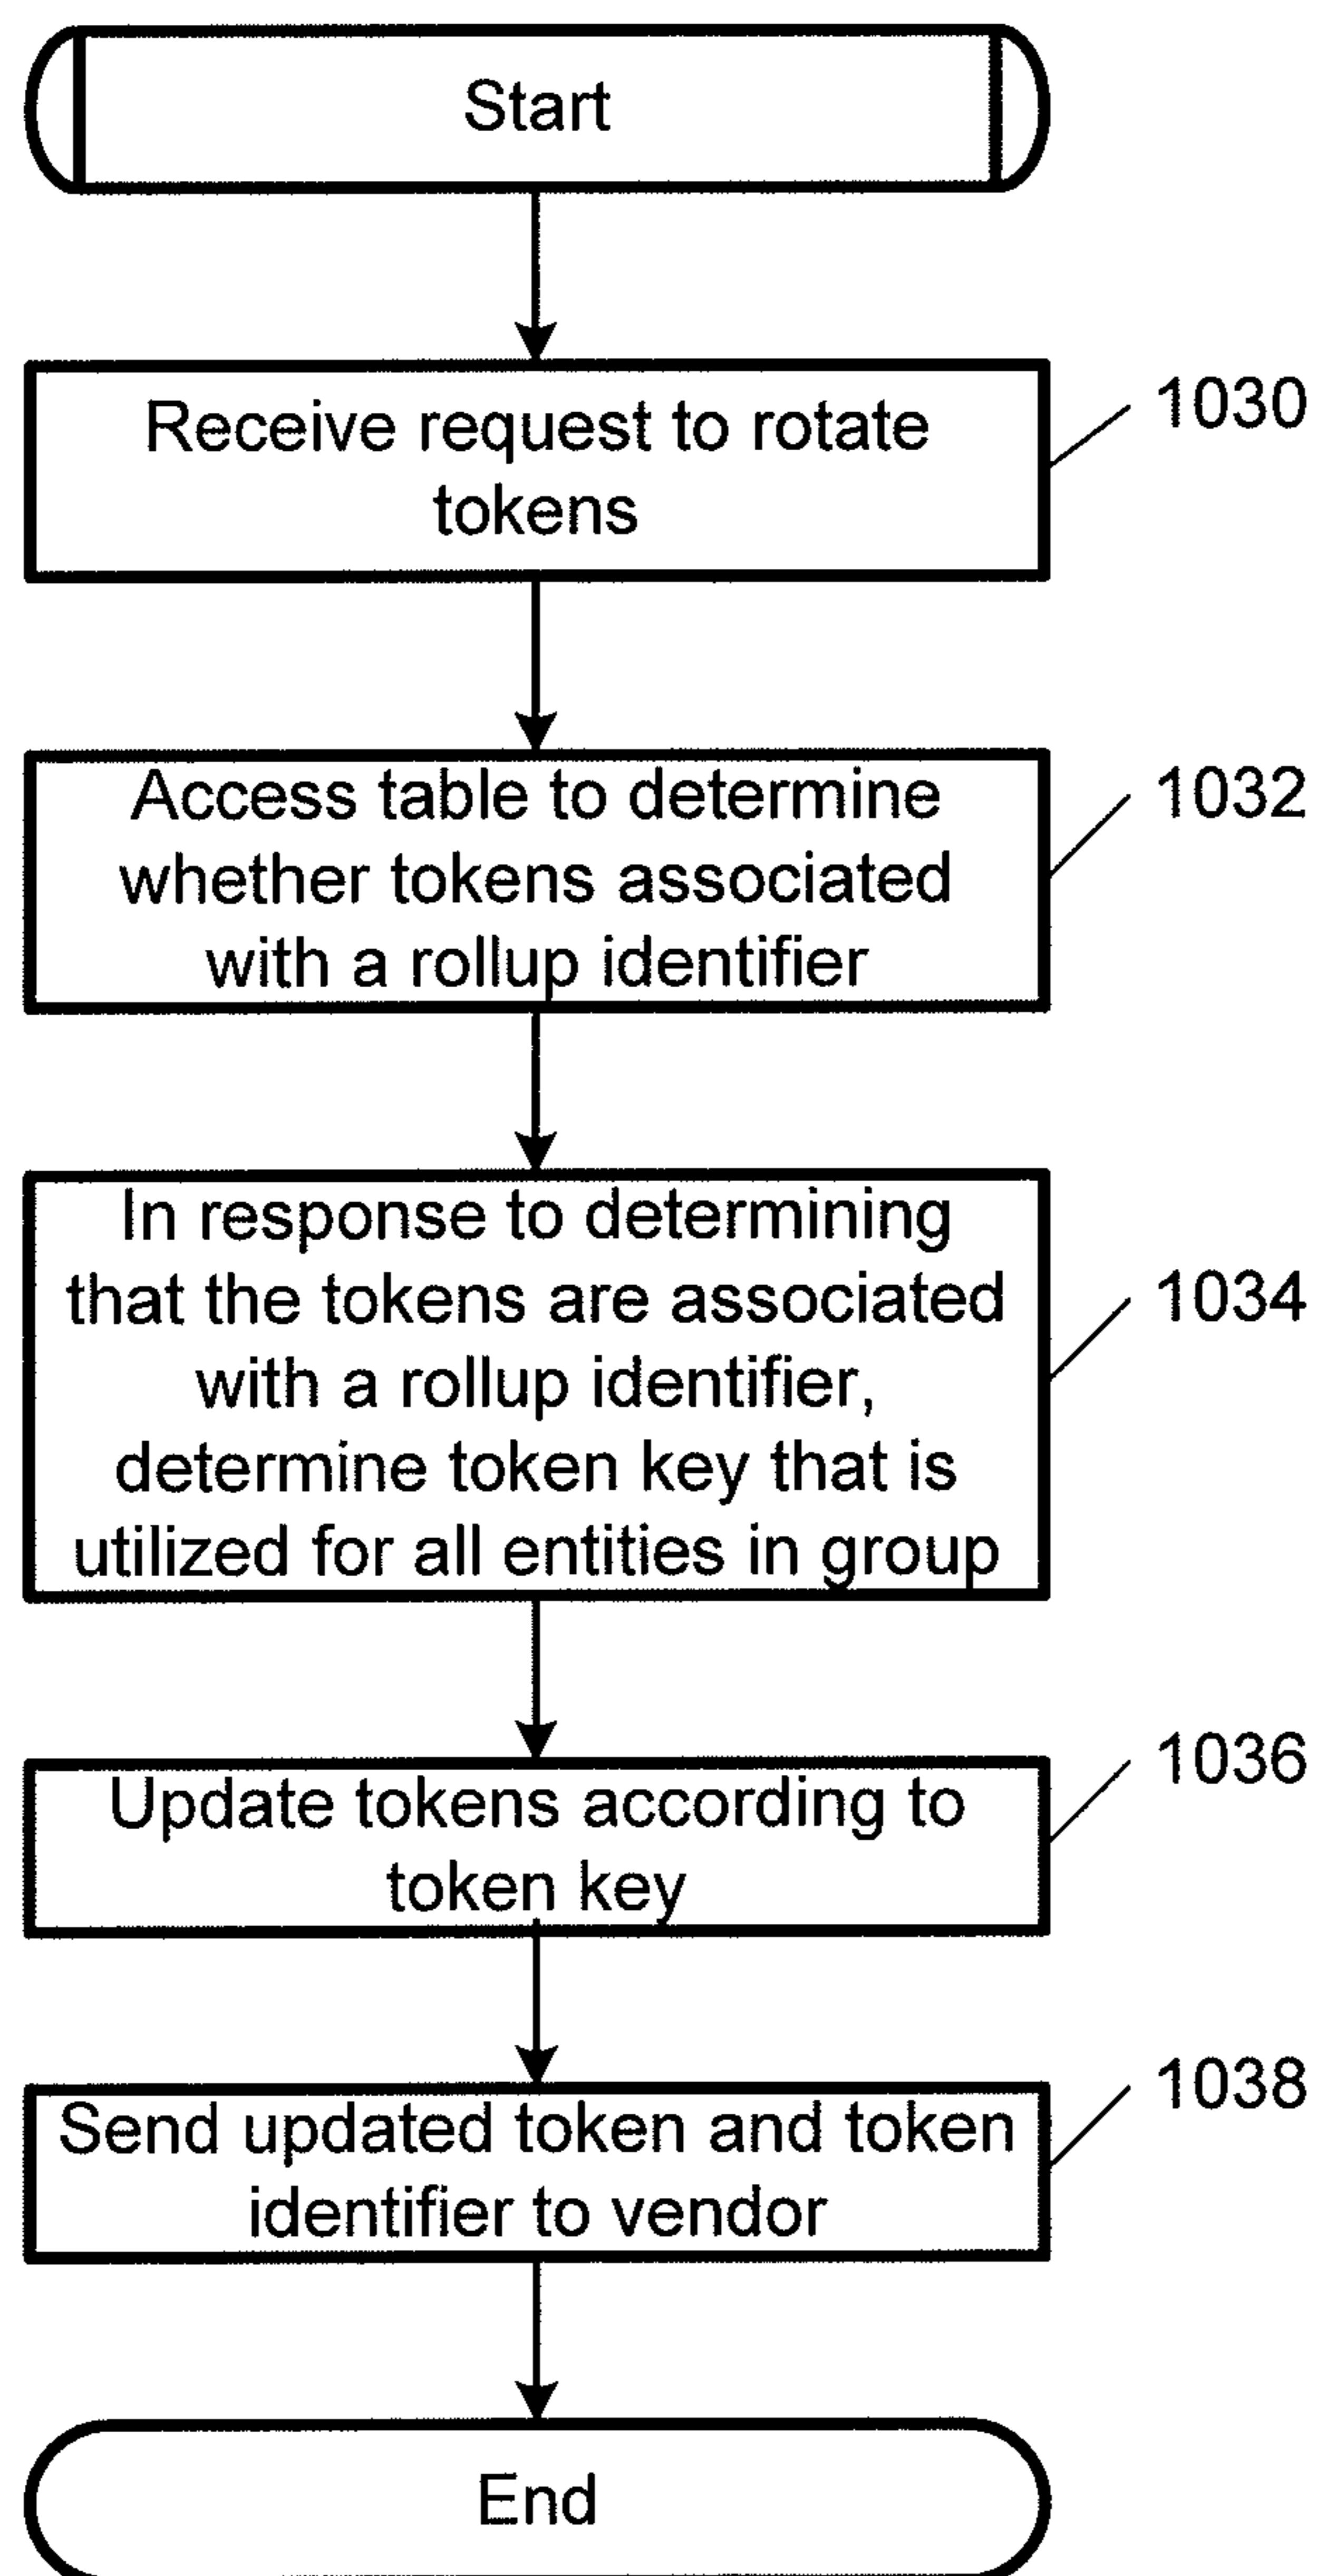 Start
Receive request to rotate
tokens
1030
Access table to determine
whether tokens associated
with a rollup identifier
1032
In response to determining
that the tokens are associated
with a rollup identifier,
determine token key that is
utilized for all entities in group
1034
Update tokens according to
token key
1036
Send updated token and token
identifier to vendor
1038
End